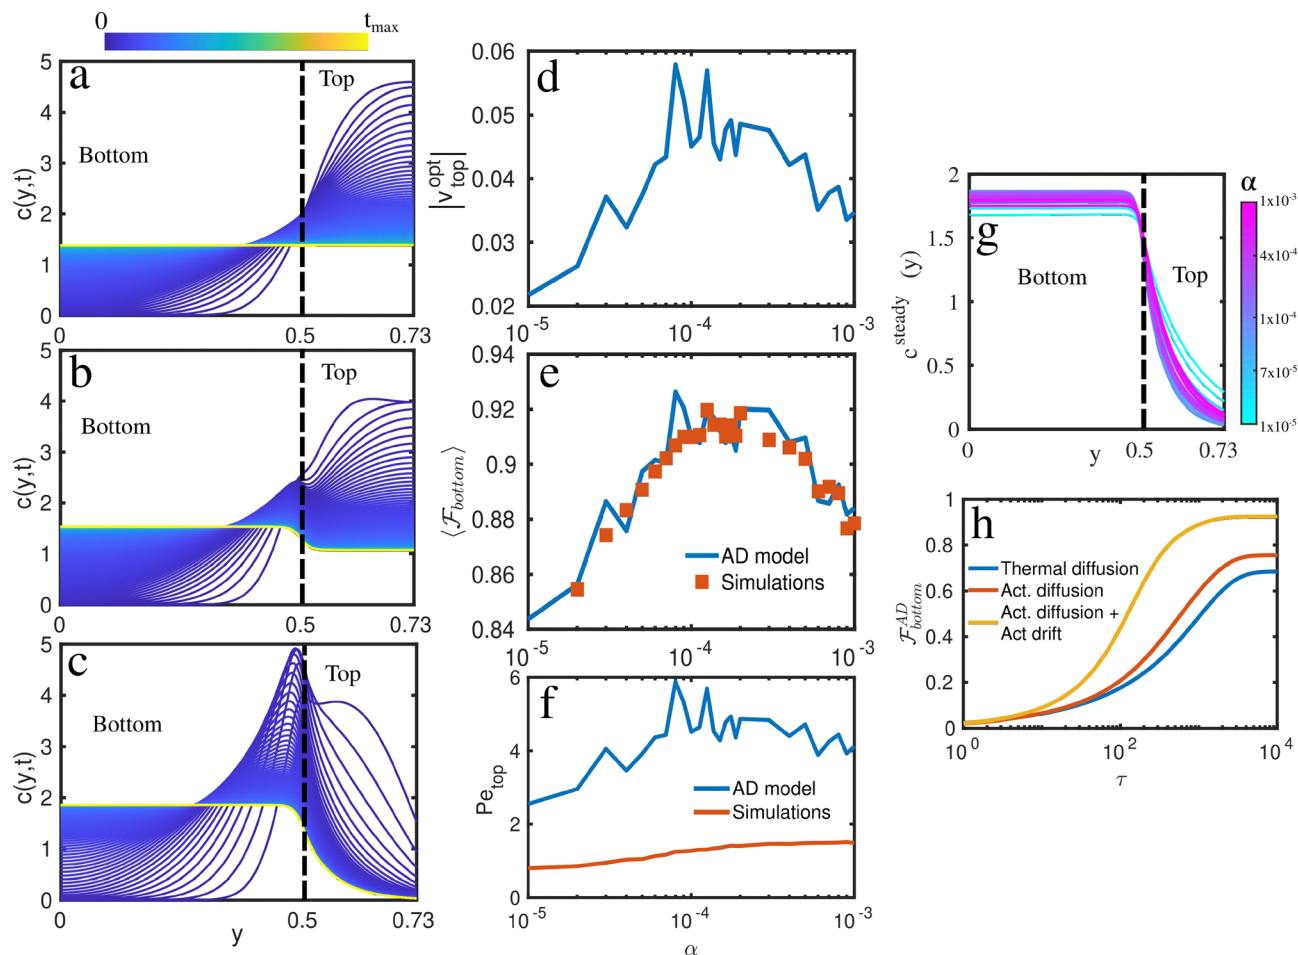 0
t_max
a
Top
Bottom
c(y,t)
5
4
3
2
1
0
0
0.5
0.73
b
Top
Bottom
c(y,t)
5
4
3
2
1
0
0
0.5
0.73
c
Top
Bottom
c(y,t)
5
4
3
2
1
0
0
0.5
0.73
y
d
|v_top^opt|
0.06
0.05
0.04
0.03
0.02
10^-5
10^-4
10^-3
e
⟨F_bottom⟩
0.94
0.92
0.9
0.88
0.86
0.84
AD model
Simulations
10^-5
10^-4
10^-3
f
Pe_top
6
4
2
0
AD model
Simulations
10^-5
10^-4
10^-3
α
g
c^steady (y)
2
1.5
1
0.5
0
Bottom
Top
0
y
0.5
0.73
α
1x10^-3
4x10^-4
1x10^-4
7x10^-5
1x10^-5
h
F_bottom^AD
1
0.8
0.6
0.4
0.2
0
Thermal diffusion
Act. diffusion
Act. diffusion +
Act drift
10^0
10^2
10^4
τ